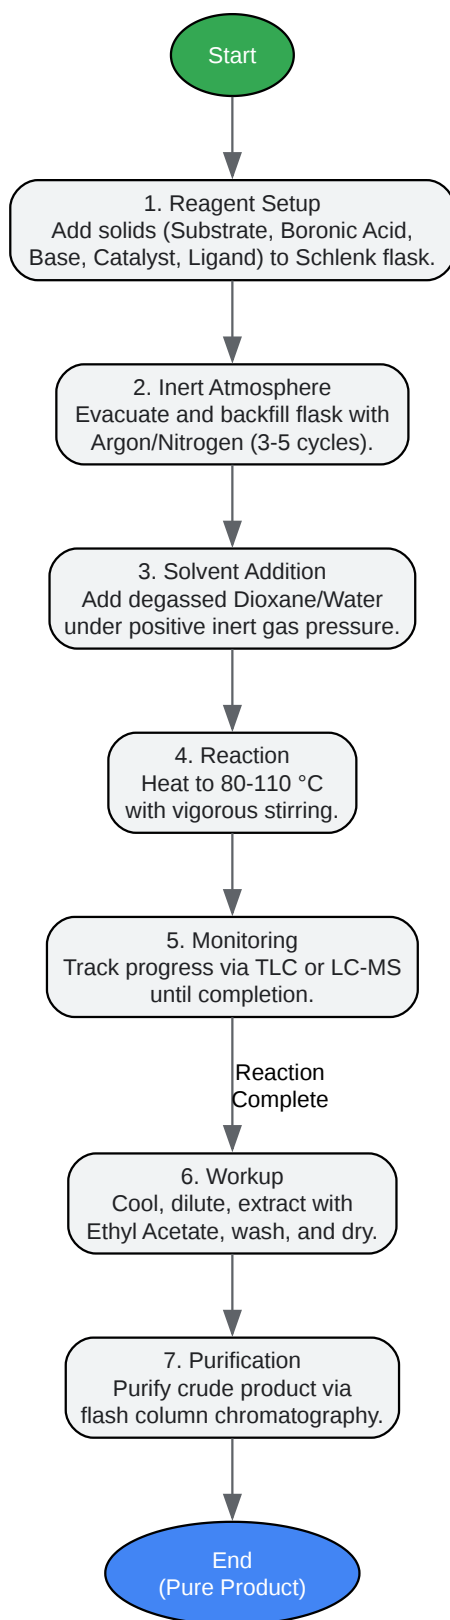 Start
1. Reagent Setup
Add solids (Substrate, Boronic Acid,
Base, Catalyst, Ligand) to Schlenk flask.
2. Inert Atmosphere
Evacuate and backfill flask with
Argon/Nitrogen (3-5 cycles).
3. Solvent Addition
Add degassed Dioxane/Water
under positive inert gas pressure.
4. Reaction
Heat to 80-110 °C
with vigorous stirring.
5. Monitoring
Track progress via TLC or LC-MS
until completion.
Reaction
Complete
6. Workup
Cool, dilute, extract with
Ethyl Acetate, wash, and dry.
7. Purification
Purify crude product via
flash column chromatography.
End
(Pure Product)